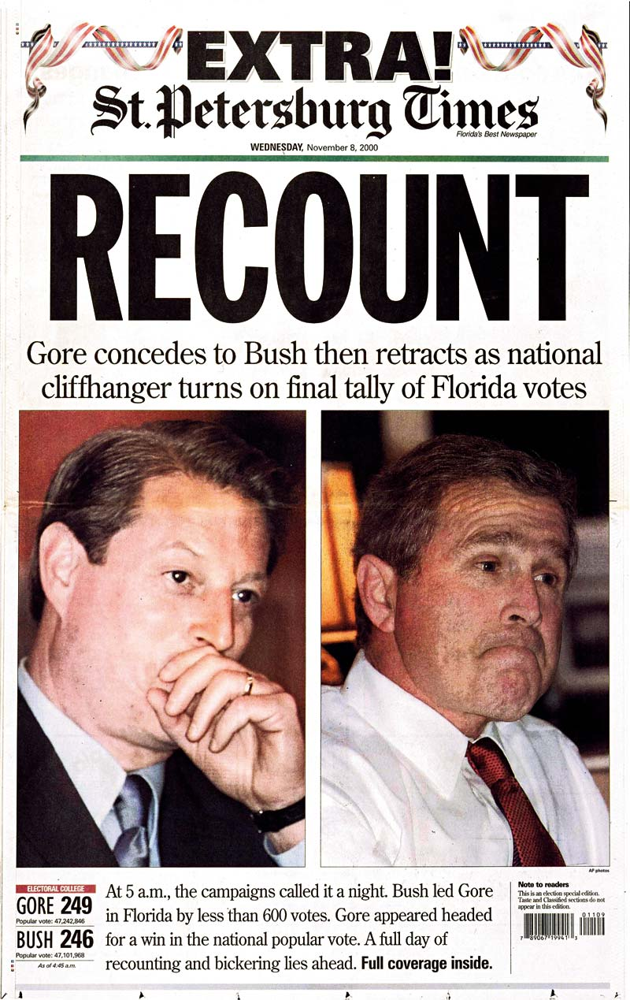 EXTRA!
St. Petersburg Times
Florida's Best Newspaper
WEDNESDAY, November 8, 2000
RECOUNT
Gore concedes to Bush then retracts as national
cliffhanger turns on final tally of Florida votes
AP photos
ELECTORAL COLLEGE
GORE 249
Popular vote: 47,242,846
BUSH 246
Popular vote: 47,101,968
As of 4:45 a.m.
At 5 a.m., the campaigns called it a night. Bush led Gore
in Florida by less than 600 votes. Gore appeared headed
for a win in the national popular vote. A full day of
recounting and bickering lies ahead. Full coverage inside.
Note to readers
This is an election special edition.
Taste and Classified sections do not
appear in this edition.
01109
7 89067 19941 3